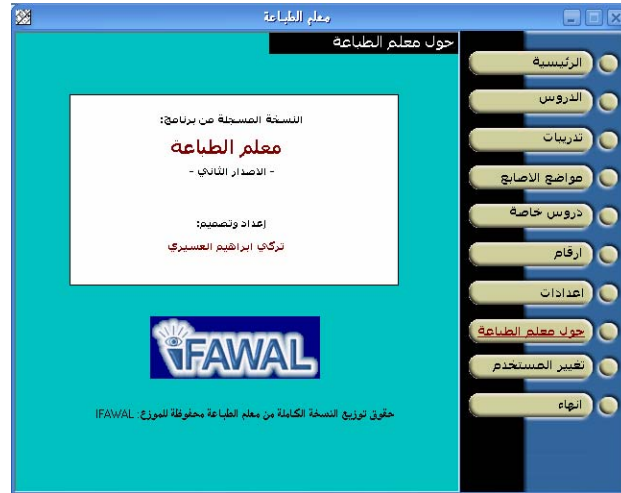 معلم الطباعة
حول معلم الطباعة
النسخة المسجلة من برنامج:
معلم الطباعة
- الاصدار الثاني -
إعداد وتصميم:
تركي ابراهيم العسيري
iFAWAL
حقوق توزيع النسخة الكاملة من معلم الطباعة محفوظة للموزع: IFAWAL
الرئيسية
الدروس
تدريبات
مواضع الاصابع
دروس خاصة
ارقام
اعدادات
حول معلم الطباعة
تغيير المستخدم
انهاء